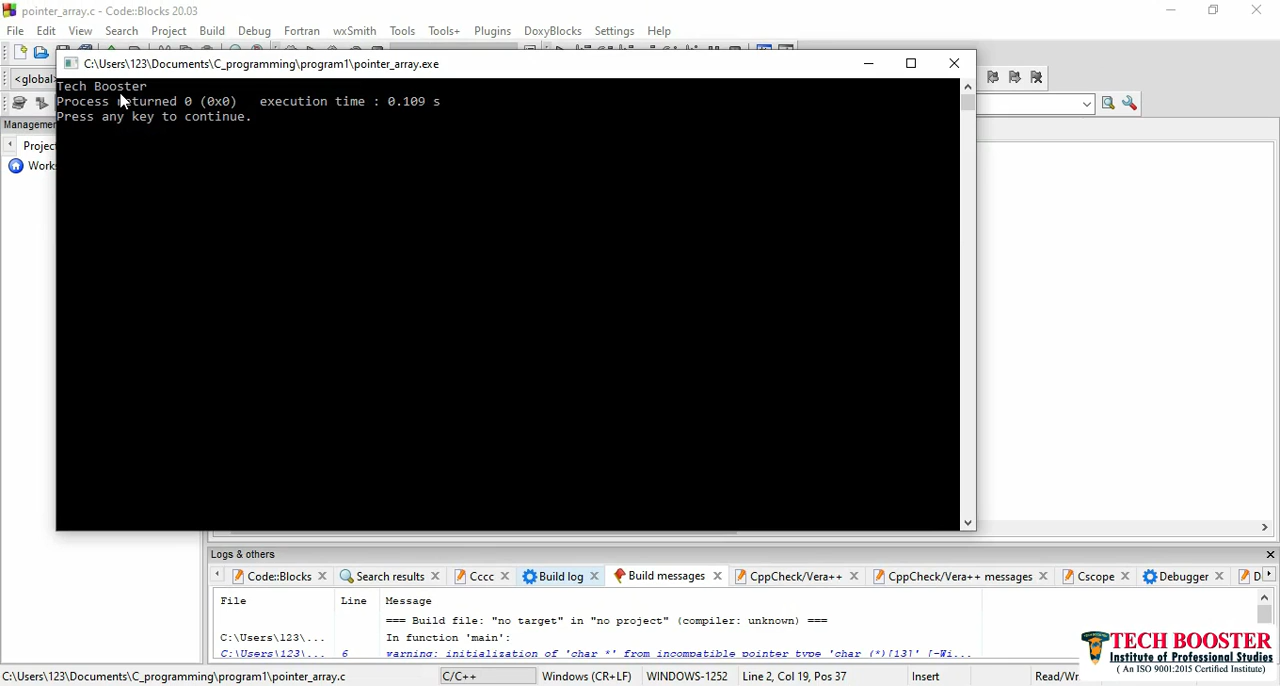 pointer_array.c - Code::Blocks 20.03
File Edit View Search Project Build Debug Fortran wxSmith Tools Tools+ Plugins DoxyBlocks Settings Help
C:\Users\123\Documents\C_programming\program1\pointer_array.exe
<global>
Tech Booster
Process returned 0 (0x0) execution time : 0.109 s
Press any key to continue.
Management
Project
Works
Logs & others
Code::Blocks Search results Cccc Build log Build messages CppCheck/Vera++ CppCheck/Vera++ messages Cscope Debugger D
File Line Message
=== Build file: "no target" in "no project" (compiler: unknown) ===
C:\Users\123\... In function 'main':
C:\Users\123\... 6 warning: initialization of 'char *' from incompatible pointer type 'char (*)[13]' [-Wi...
TECH BOOSTER
Institute of Professional Studies
( An ISO 9001:2015 Certified Institute)
C:\Users\123\Documents\C_programming\program1\pointer_array.c C/C++ Windows (CR+LF) WINDOWS-1252 Line 2, Col 19, Pos 37 Insert Read/Wr